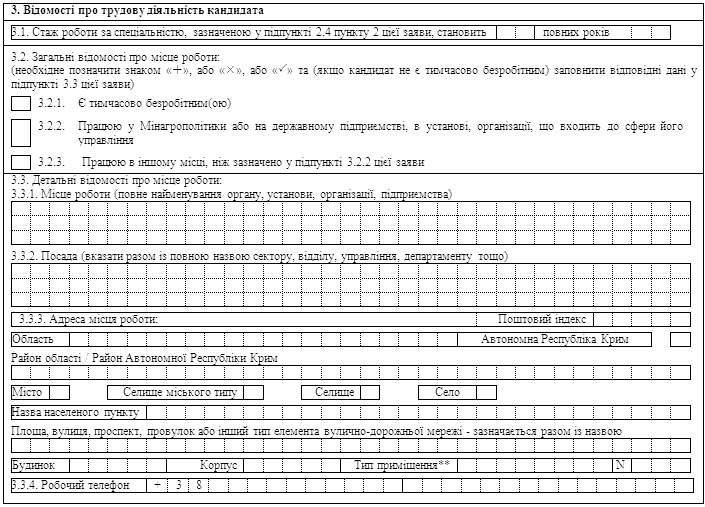 3. Відомості про трудову діяльність кандидата
3.1. Стаж роботи за спеціальністю, зазначеною у підпункті 2.4 пункту 2 цієї заяви, становить повних років
3.2. Загальні відомості про місце роботи:
(необхідне позначити знаком «+», або «×», або «✓» та (якщо кандидат не є тимчасово безробітним) заповнити відповідні дані у
підпункті 3.3 цієї заяви)
3.2.1. Є тимчасово безробітним(ою)
3.2.2. Працюю у Мінагрополітики або на державному підприємстві, в установі, організації, що входить до сфери його
управління
3.2.3. Працюю в іншому місці, ніж зазначено у підпункті 3.2.2 цієї заяви
3.3. Детальні відомості про місце роботи:
3.3.1. Місце роботи (повне найменування органу, установи, організації, підприємства)
3.3.2. Посада (вказати разом із повною назвою сектору, відділу, управління, департаменту тощо)
3.3.3. Адреса місця роботи: Поштовий індекс
Область Автономна Республіка Крим
Район області / Район Автономної Республіки Крим
Місто Селище міського типу Селище Село
Назва населеного пункту
Площа, вулиця, проспект, провулок або інший тип елемента вулично-дорожньої мережі - зазначається разом із назвою
Будинок Корпус Тип приміщення** N
3.3.4. Робочий телефон + 3 8